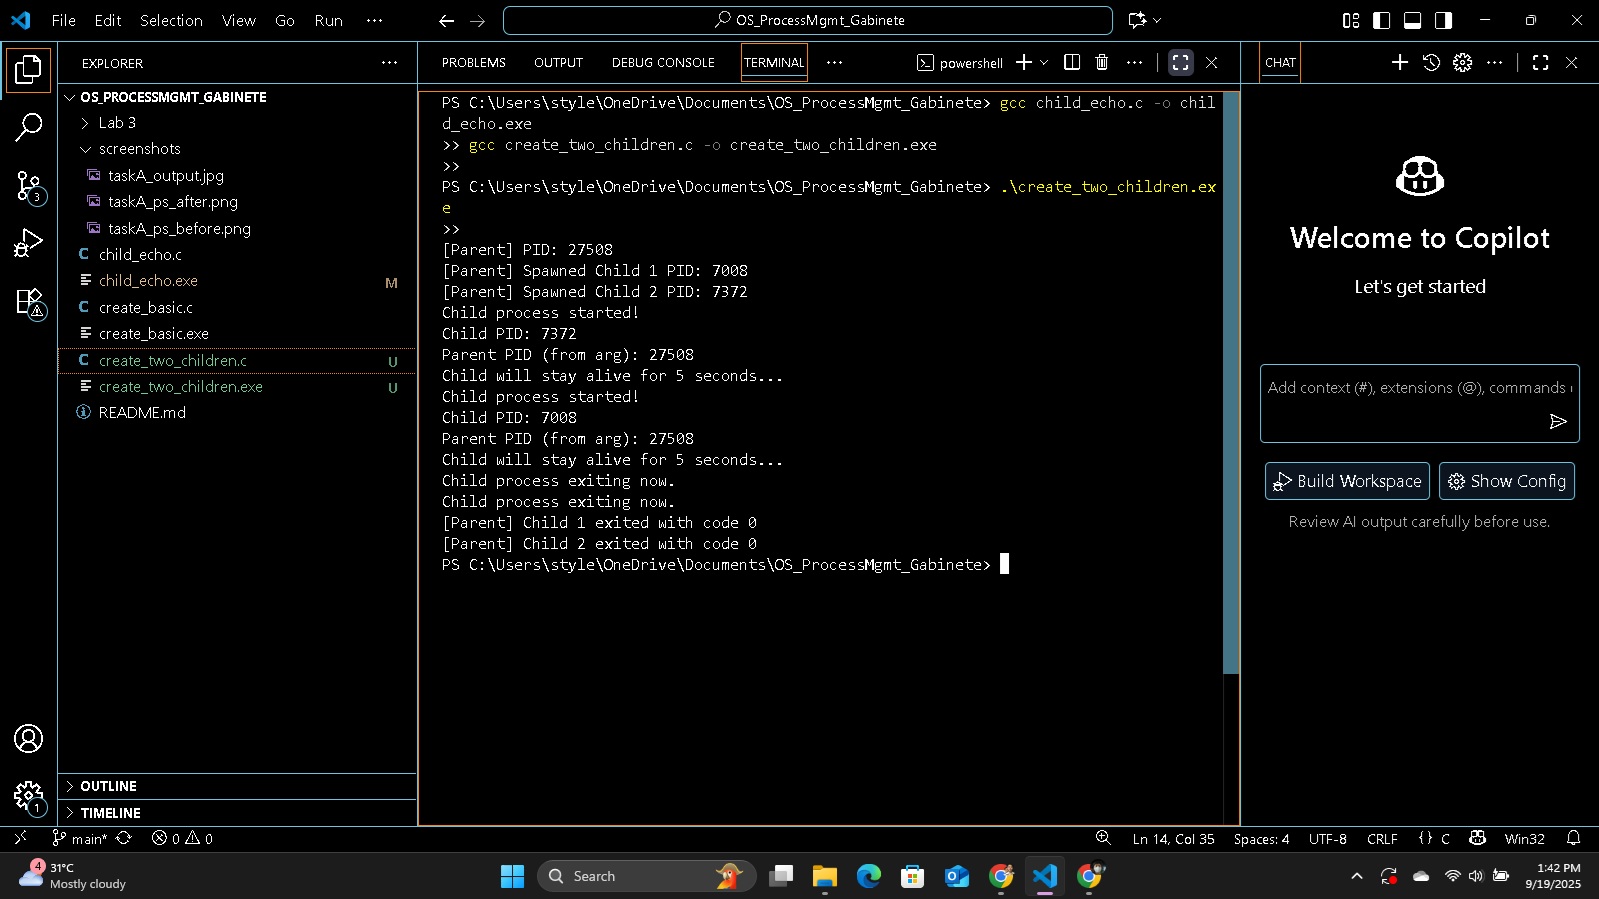 File Edit Selection View Go Run ···
OS_ProcessMgmt_Gabinete
EXPLORER ···
OS_PROCESSMGMT_GABINETE
Lab 3
screenshots
taskA_output.jpg
taskA_ps_after.png
taskA_ps_before.png
C child_echo.c
child_echo.exe M
C create_basic.c
create_basic.exe
C create_two_children.c U
create_two_children.exe U
README.md
OUTLINE
TIMELINE
3
1
PROBLEMS OUTPUT DEBUG CONSOLE TERMINAL ··· powershell
PS C:\Users\style\OneDrive\Documents\OS_ProcessMgmt_Gabinete> gcc child_echo.c -o chil
d_echo.exe
>> gcc create_two_children.c -o create_two_children.exe
>>
PS C:\Users\style\OneDrive\Documents\OS_ProcessMgmt_Gabinete> .\create_two_children.ex
e
>>
[Parent] PID: 27508
[Parent] Spawned Child 1 PID: 7008
[Parent] Spawned Child 2 PID: 7372
Child process started!
Child PID: 7372
Parent PID (from arg): 27508
Child will stay alive for 5 seconds...
Child process started!
Child PID: 7008
Parent PID (from arg): 27508
Child will stay alive for 5 seconds...
Child process exiting now.
Child process exiting now.
[Parent] Child 1 exited with code 0
[Parent] Child 2 exited with code 0
PS C:\Users\style\OneDrive\Documents\OS_ProcessMgmt_Gabinete>
CHAT
Welcome to Copilot
Let's get started
Add context (#), extensions (@), commands
Build Workspace
Show Config
Review AI output carefully before use.
main* 0 0
Ln 14, Col 35 Spaces: 4 UTF-8 CRLF {} C Win32
4
31°C
Mostly cloudy
Search
1:42 PM
9/19/2025